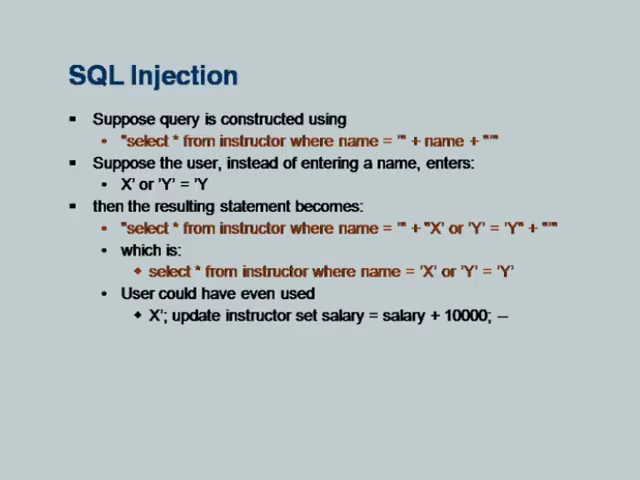 SQL Injection
▪ Suppose query is constructed using
• "select * from instructor where name = ’" + name + "’"
▪ Suppose the user, instead of entering a name, enters:
• X’ or ’Y’ = ’Y
▪ then the resulting statement becomes:
• "select * from instructor where name = ’" + "X’ or ’Y’ = ’Y" + "’"
• which is:
◆ select * from instructor where name = ’X’ or ’Y’ = ’Y’
• User could have even used
◆ X’; update instructor set salary = salary + 10000; --